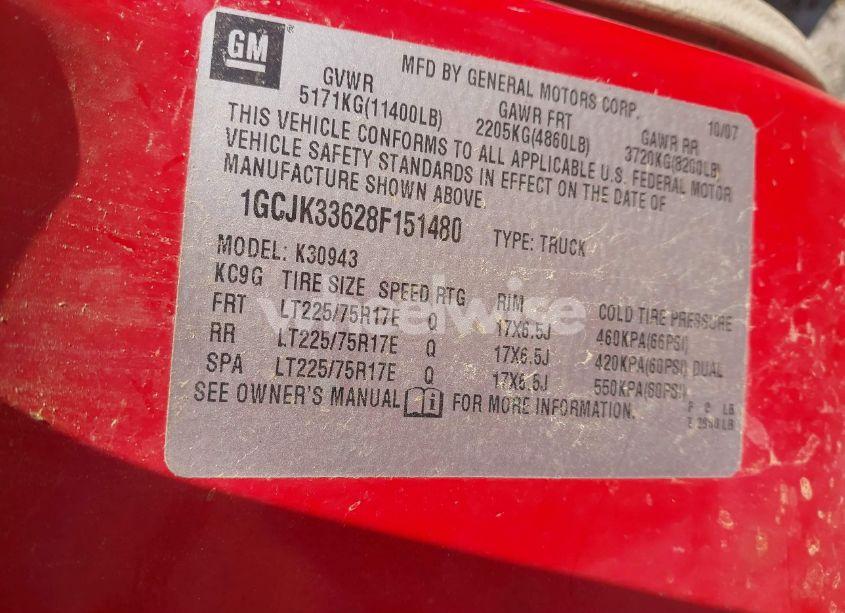 GM
MFD BY GENERAL MOTORS CORP.
10/07
GVWR GAWR FRT GAWR RR
5171KG(11400LB) 2205KG(4860LB) 3720KG(8200LB)
THIS VEHICLE CONFORMS TO ALL APPLICABLE U.S. FEDERAL MOTOR
VEHICLE SAFETY STANDARDS IN EFFECT ON THE DATE OF
MANUFACTURE SHOWN ABOVE.
1GCJK33628F151480 TYPE: TRUCK
MODEL: K30943
KC9G TIRE SIZE SPEED RTG RIM COLD TIRE PRESSURE
FRT LT225/75R17E Q 17X6.5J 460KPA(66PSI)
RR LT225/75R17E Q 17X6.5J 420KPA(60PSI) DUAL
SPA LT225/75R17E Q 17X6.5J 550KPA(80PSI)
SEE OWNER'S MANUAL FOR MORE INFORMATION.
LB
LB